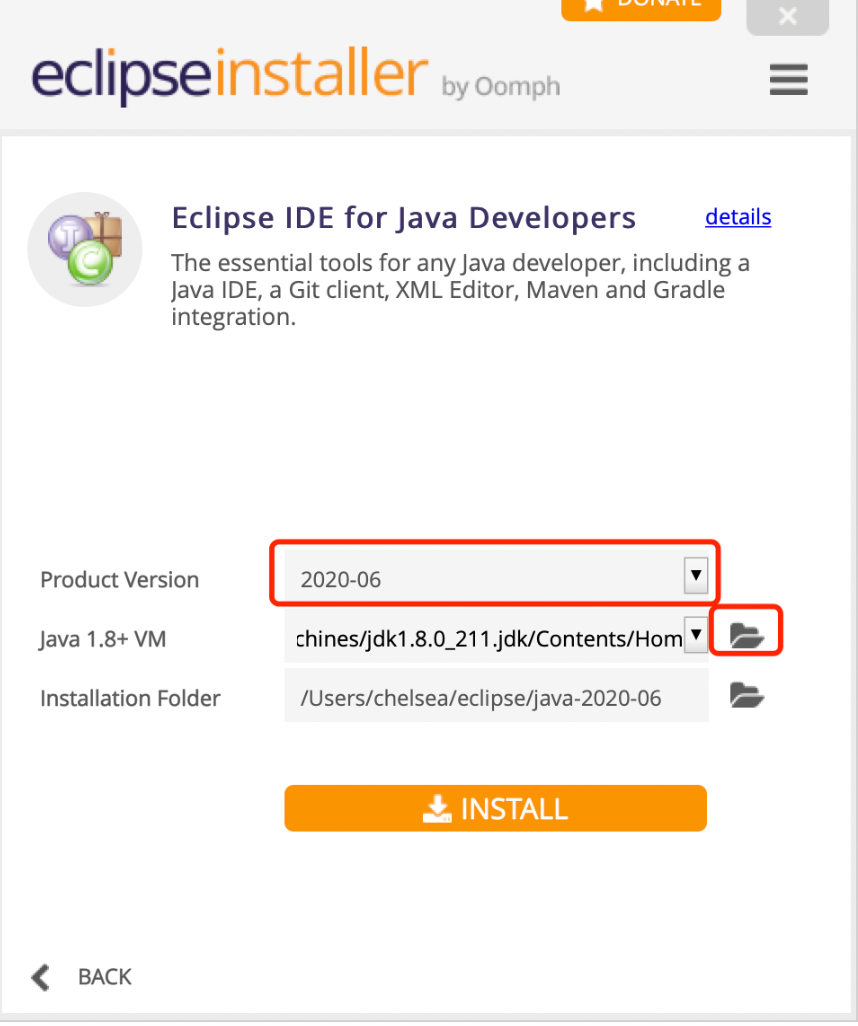 DONATE
eclipseinstaller by Oomph
Eclipse IDE for Java Developers details
The essential tools for any Java developer, including a
Java IDE, a Git client, XML Editor, Maven and Gradle
integration.
Product Version 2020-06
Java 1.8+ VM chines/jdk1.8.0_211.jdk/Contents/Hom
Installation Folder /Users/chelsea/eclipse/java-2020-06
INSTALL
BACK